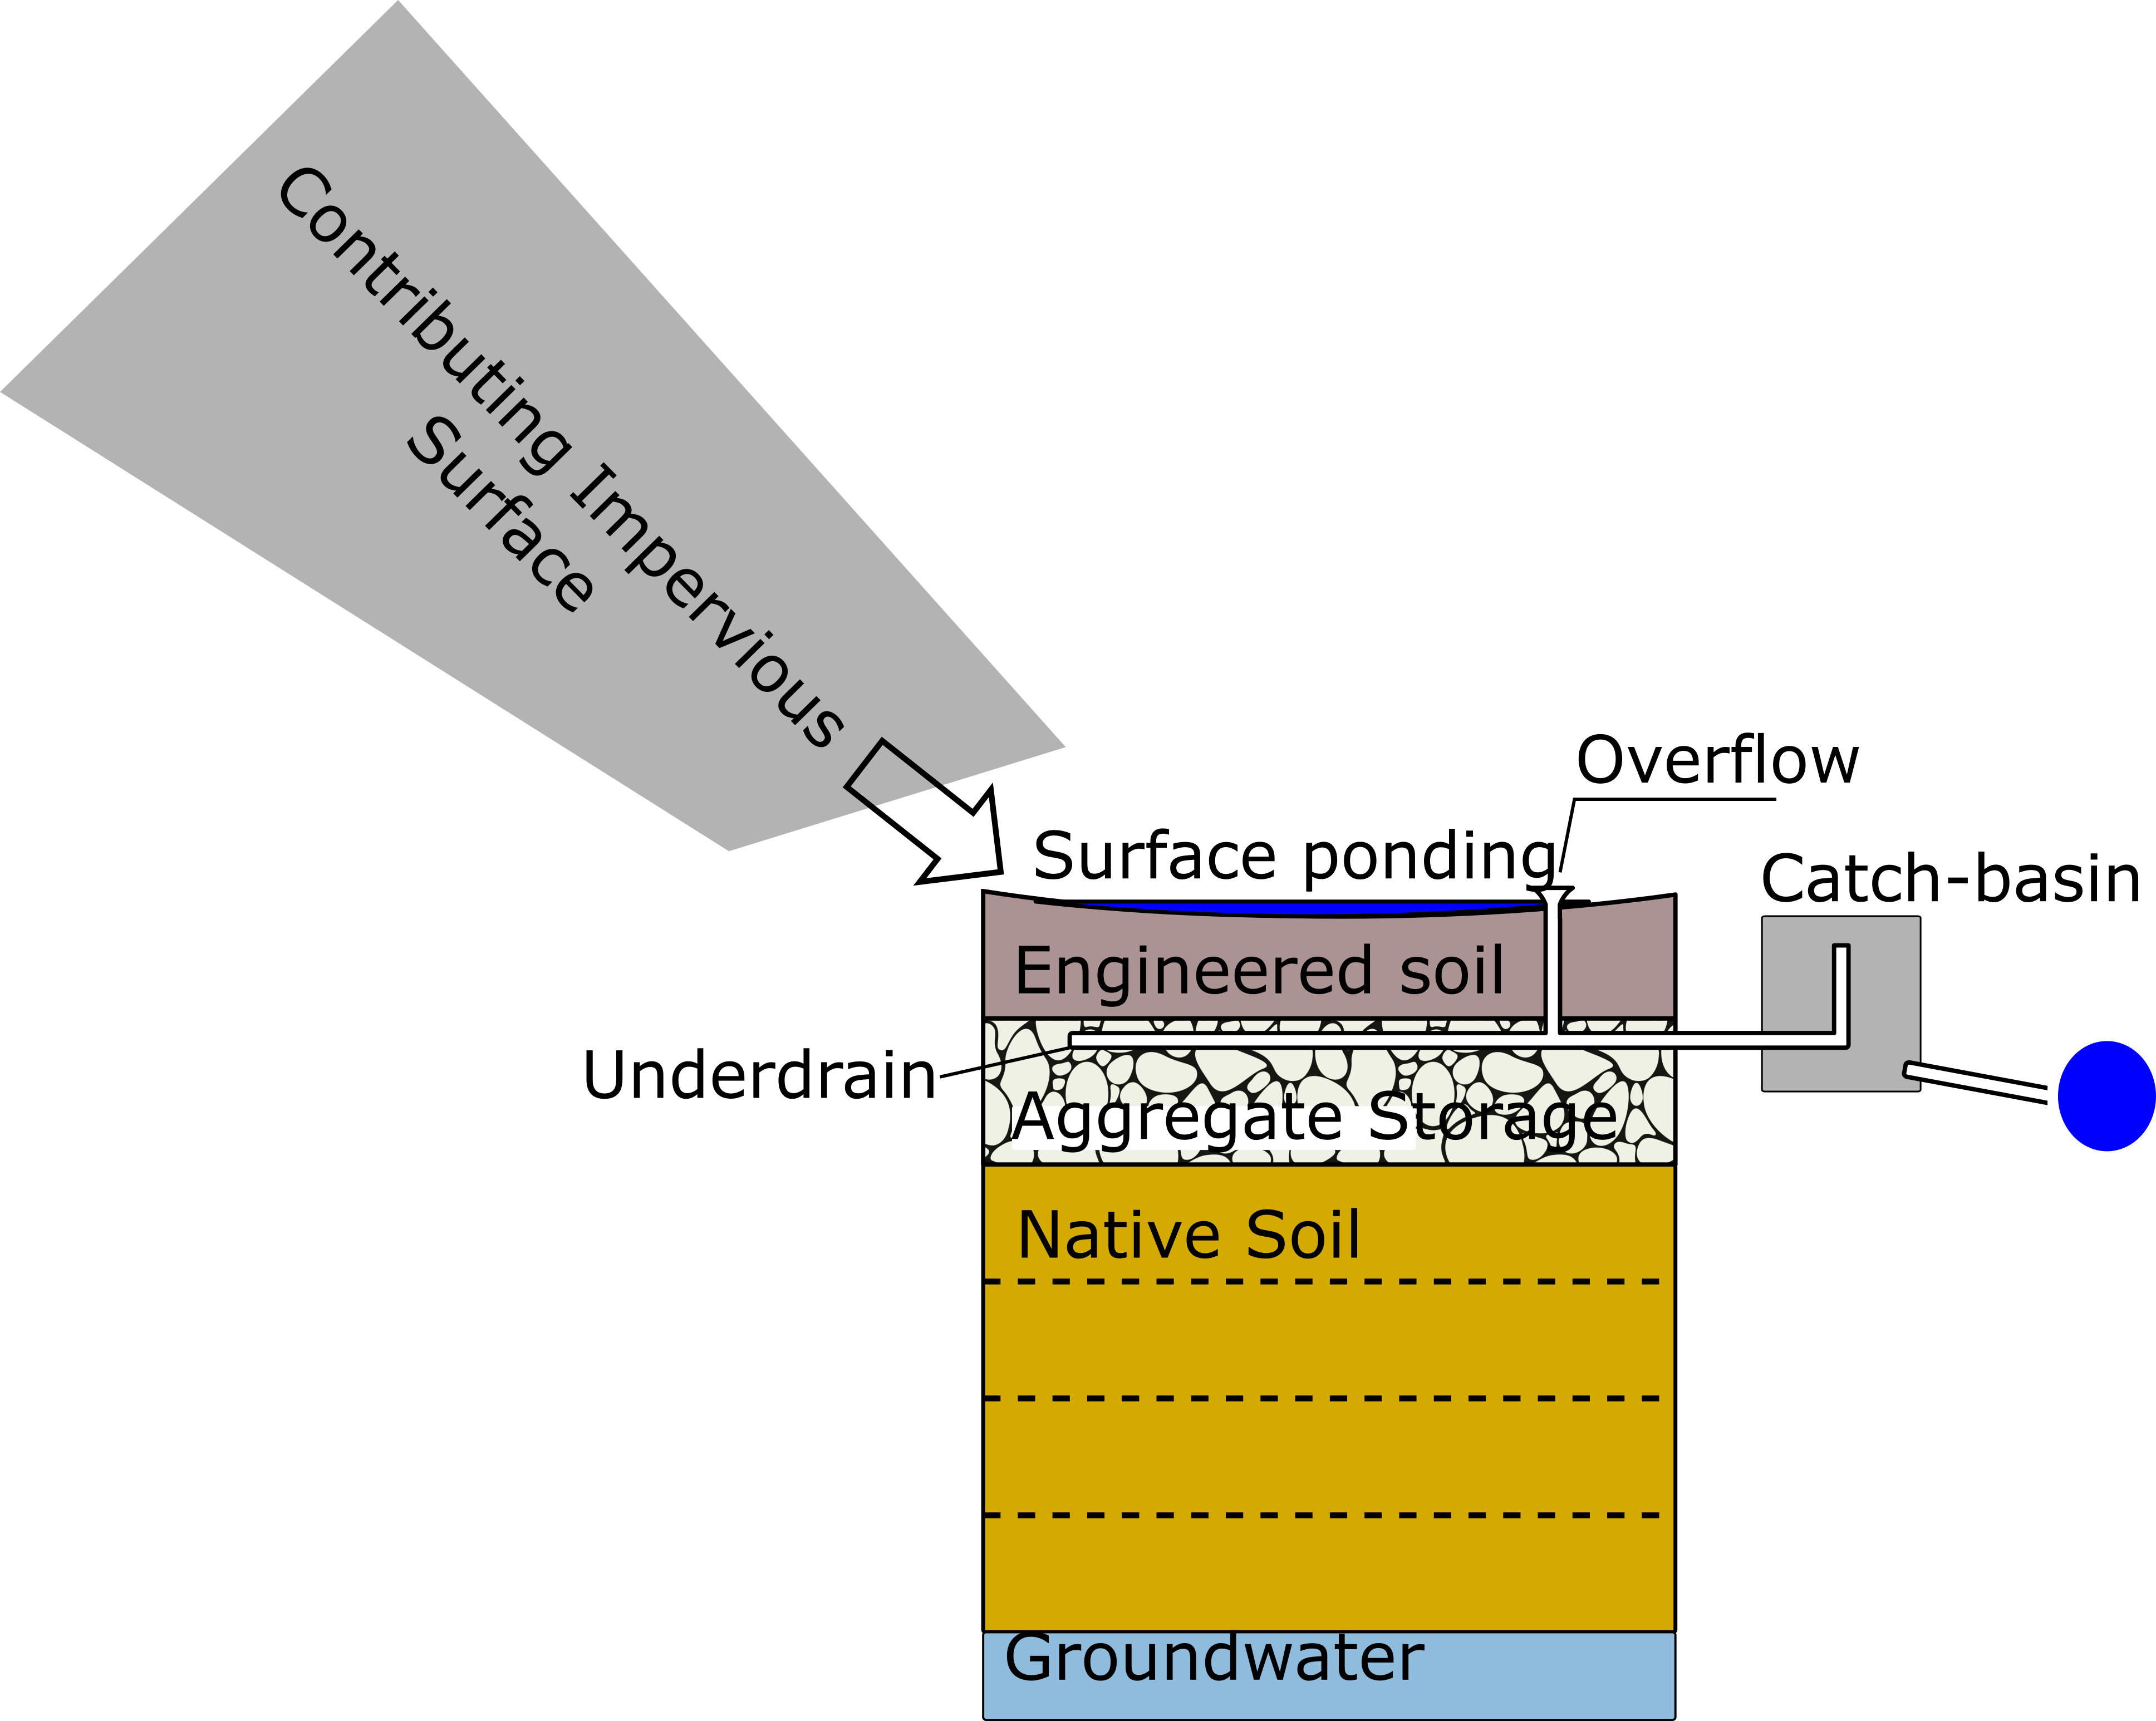 Contributing Impervious
Surface
Overflow
Surface ponding
Catch-basin
Engineered soil
Underdrain
Aggregate Storage
Native Soil
Groundwater